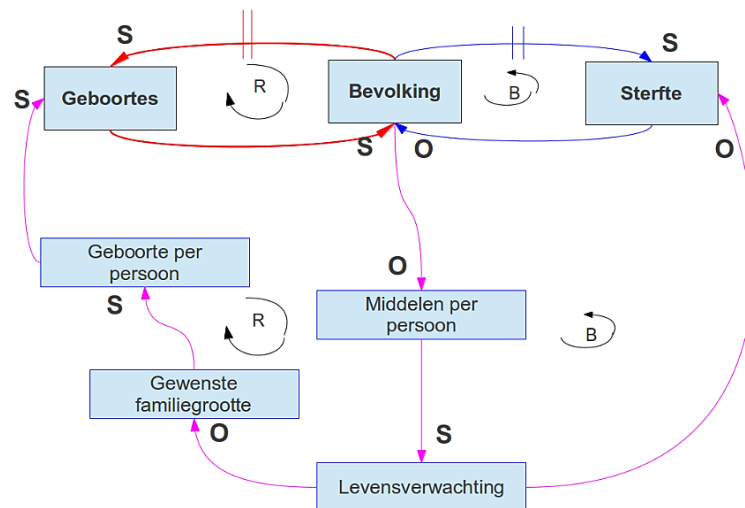 S
S
S
Geboortes
R
Bevolking
B
Sterfte
S
O
O
Geboorte per
persoon
O
S
R
Middelen per
persoon
B
Gewenste
familiegrootte
O
S
Levensverwachting